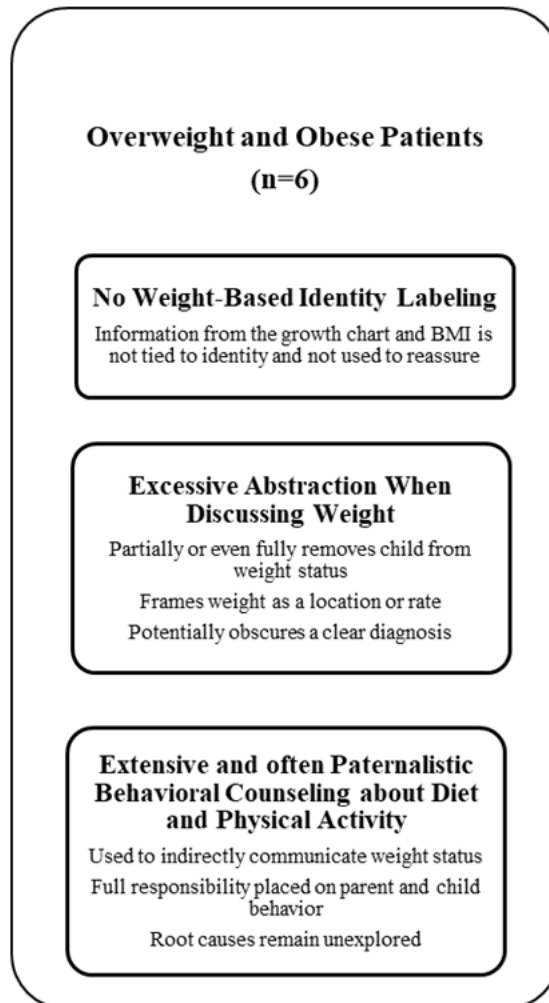 Overweight and Obese Patients
(n=6)
No Weight-Based Identity Labeling
Information from the growth chart and BMI is
not tied to identity and not used to reassure
Excessive Abstraction When
Discussing Weight
Partially or even fully removes child from
weight status
Frames weight as a location or rate
Potentially obscures a clear diagnosis
Extensive and often Paternalistic
Behavioral Counseling about Diet
and Physical Activity
Used to indirectly communicate weight status
Full responsibility placed on parent and child
behavior
Root causes remain unexplored